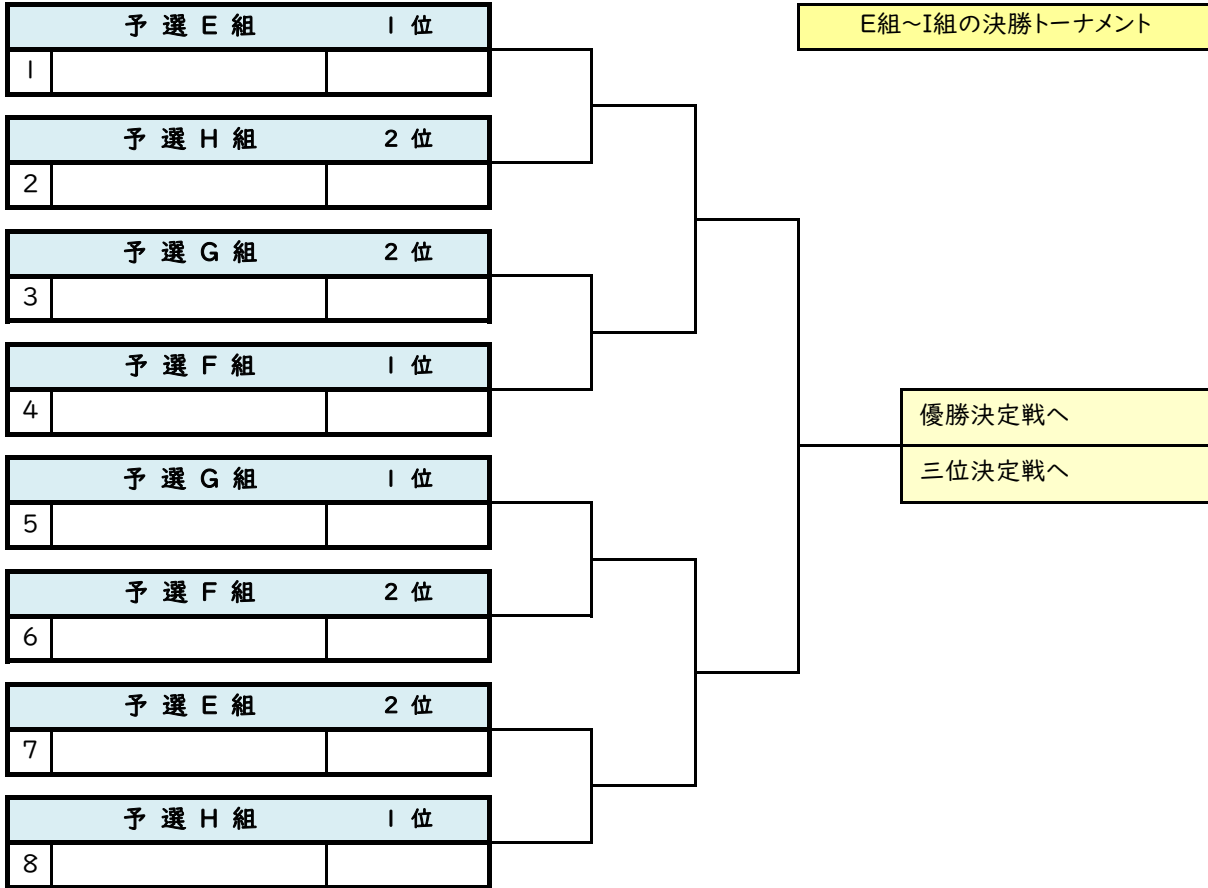 予選E組 1位
E組～I組の決勝トーナメント
1
予選H組 2位
2
予選G組 2位
3
予選F組 1位
4
優勝決定戦へ
三位決定戦へ
予選G組 1位
5
予選F組 2位
6
予選E組 2位
7
予選H組 1位
8